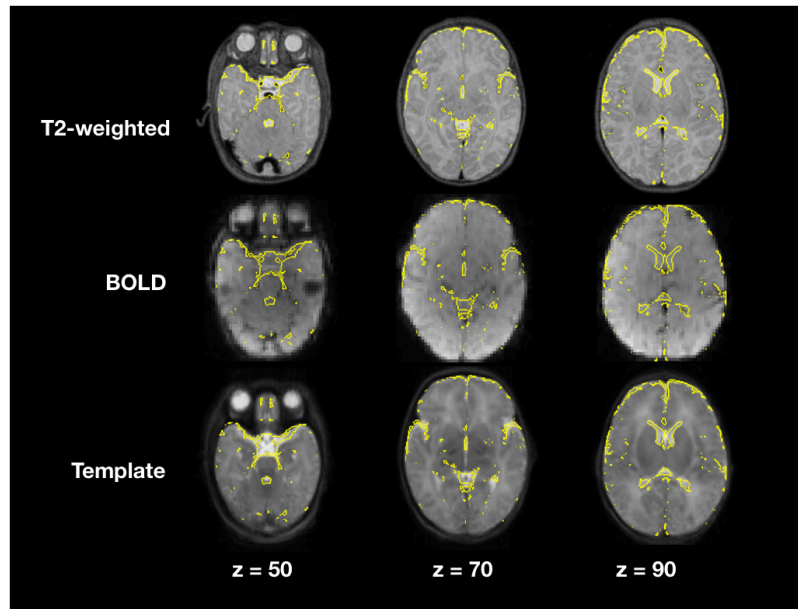 T2-weighted
BOLD
Template
z = 50
z = 70
z = 90